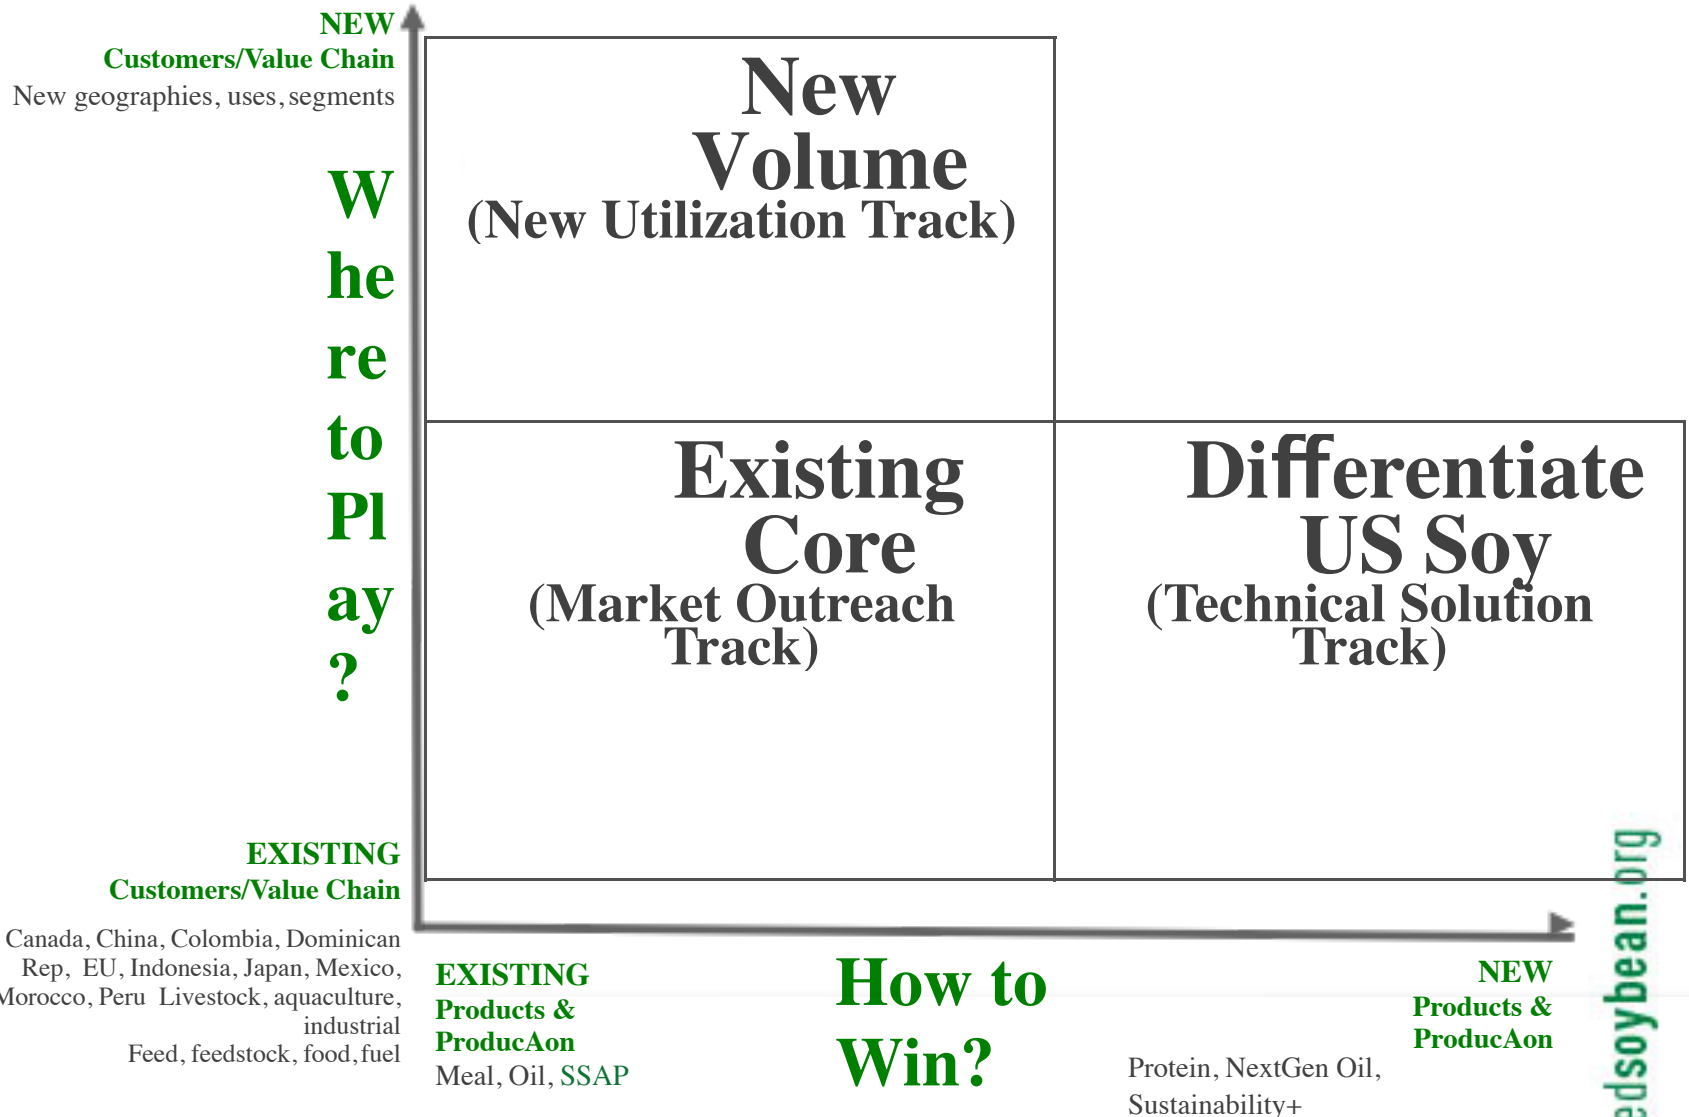 NEW
Customers/Value Chain
New geographies, uses, segments
W
he
re
to
Pl
ay
?
New
Volume
(New Utilization Track)
Existing
Core
(Market Outreach
Track)
Differentiate
US Soy
(Technical Solution
Track)
EXISTING
Customers/Value Chain
Canada, China, Colombia, Dominican
Rep, EU, Indonesia, Japan, Mexico,
Morocco, Peru Livestock, aquaculture,
industrial
Feed, feedstock, food, fuel
EXISTING
Products &
ProducAon
Meal, Oil, SSAP
How to
Win?
NEW
Products &
ProducAon
Protein, NextGen Oil,
Sustainability+
edsoybean.org